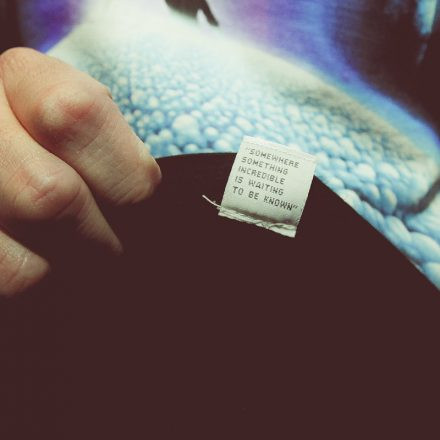 "SOMEWHERE
SOMETHING
INCREDIBLE
IS WAITING
TO BE KNOWN"